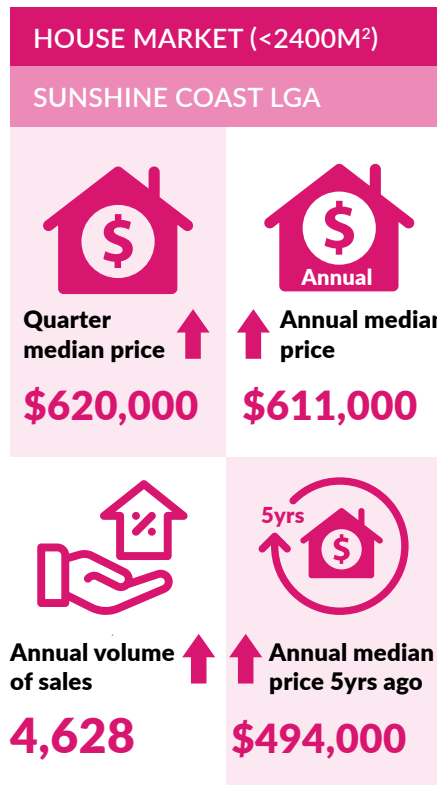 HOUSE MARKET (<2400M²)
SUNSHINE COAST LGA
$
$
Annual
Quarter
median price
$620,000
Annual median
price
$611,000
%
5yrs
$
Annual volume
of sales
4,628
Annual median
price 5yrs ago
$494,000